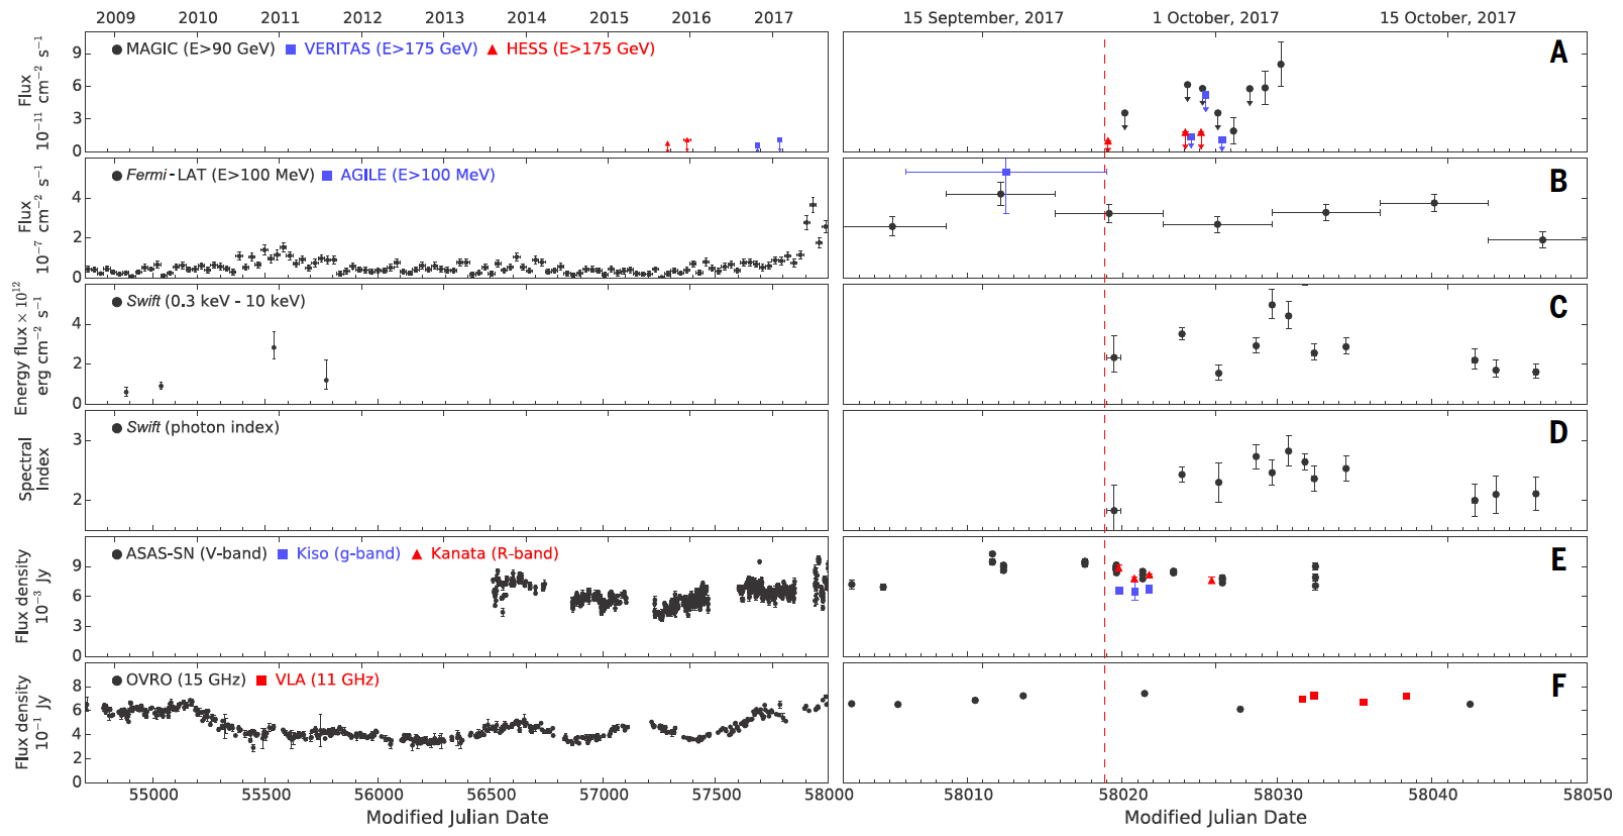 2009 2010 2011 2012 2013 2014 2015 2016 2017
15 September, 2017 1 October, 2017 15 October, 2017
Flux
10⁻¹¹ cm⁻² s⁻¹
9
6
3
0
MAGIC (E>90 GeV) VERITAS (E>175 GeV) HESS (E>175 GeV)
A
Flux
10⁻⁷ cm⁻² s⁻¹
4
2
0
Fermi-LAT (E>100 MeV) AGILE (E>100 MeV)
B
Energy flux × 10¹²
erg cm⁻² s⁻¹
4
2
0
Swift (0.3 keV - 10 keV)
C
Spectral
Index
3
2
Swift (photon index)
D
Flux density
10⁻³ Jy
9
6
3
0
ASAS-SN (V-band) Kiso (g-band) Kanata (R-band)
E
Flux density
10⁻¹ Jy
8
6
4
2
0
OVRO (15 GHz) VLA (11 GHz)
F
55000 55500 56000 56500 57000 57500 58000 58010 58020 58030 58040 58050
Modified Julian Date Modified Julian Date